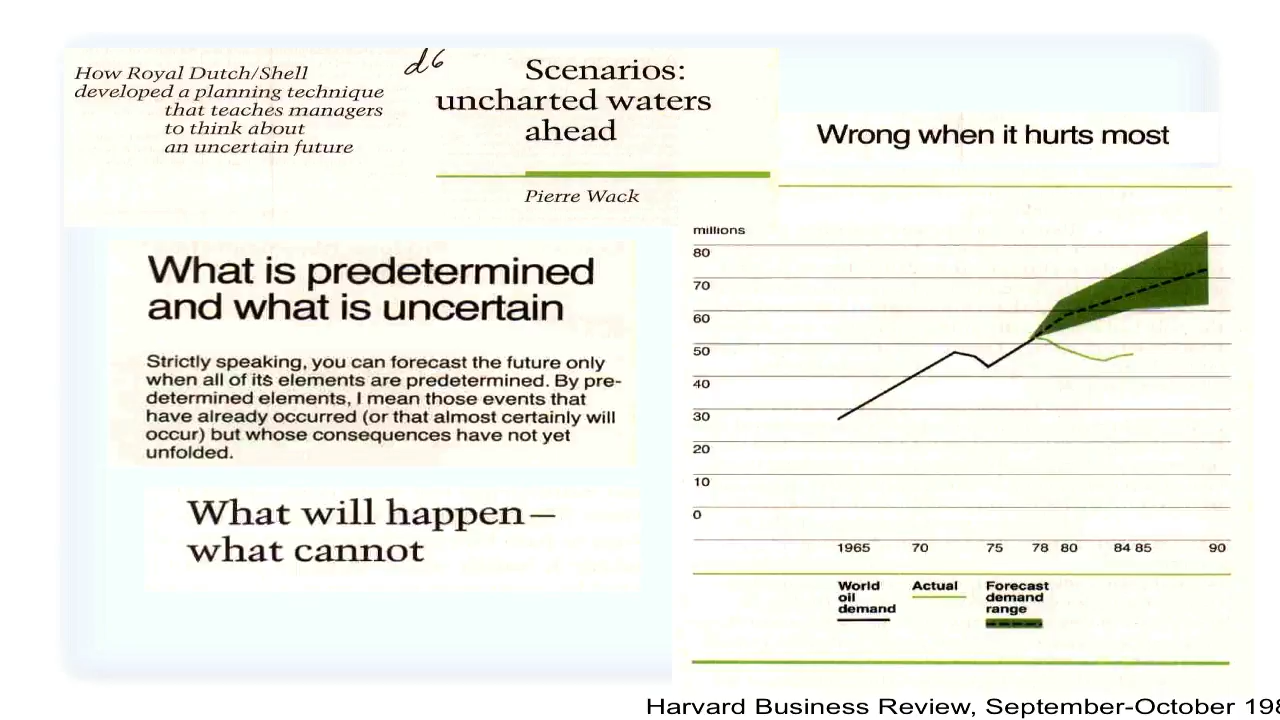 How Royal Dutch/Shell
developed a planning technique
that teaches managers
to think about
an uncertain future
d6
Scenarios:
uncharted waters
ahead
Pierre Wack
What is predetermined
and what is uncertain
Strictly speaking, you can forecast the future only
when all of its elements are predetermined. By pre-
determined elements, I mean those events that
have already occurred (or that almost certainly will
occur) but whose consequences have not yet
unfolded.
What will happen—
what cannot
Wrong when it hurts most
millions
80
70
60
50
40
30
20
10
0
1965 70 75 78 80 84 85 90
World
oil
demand
Actual
Forecast
demand
range
Harvard Business Review, September-October 198